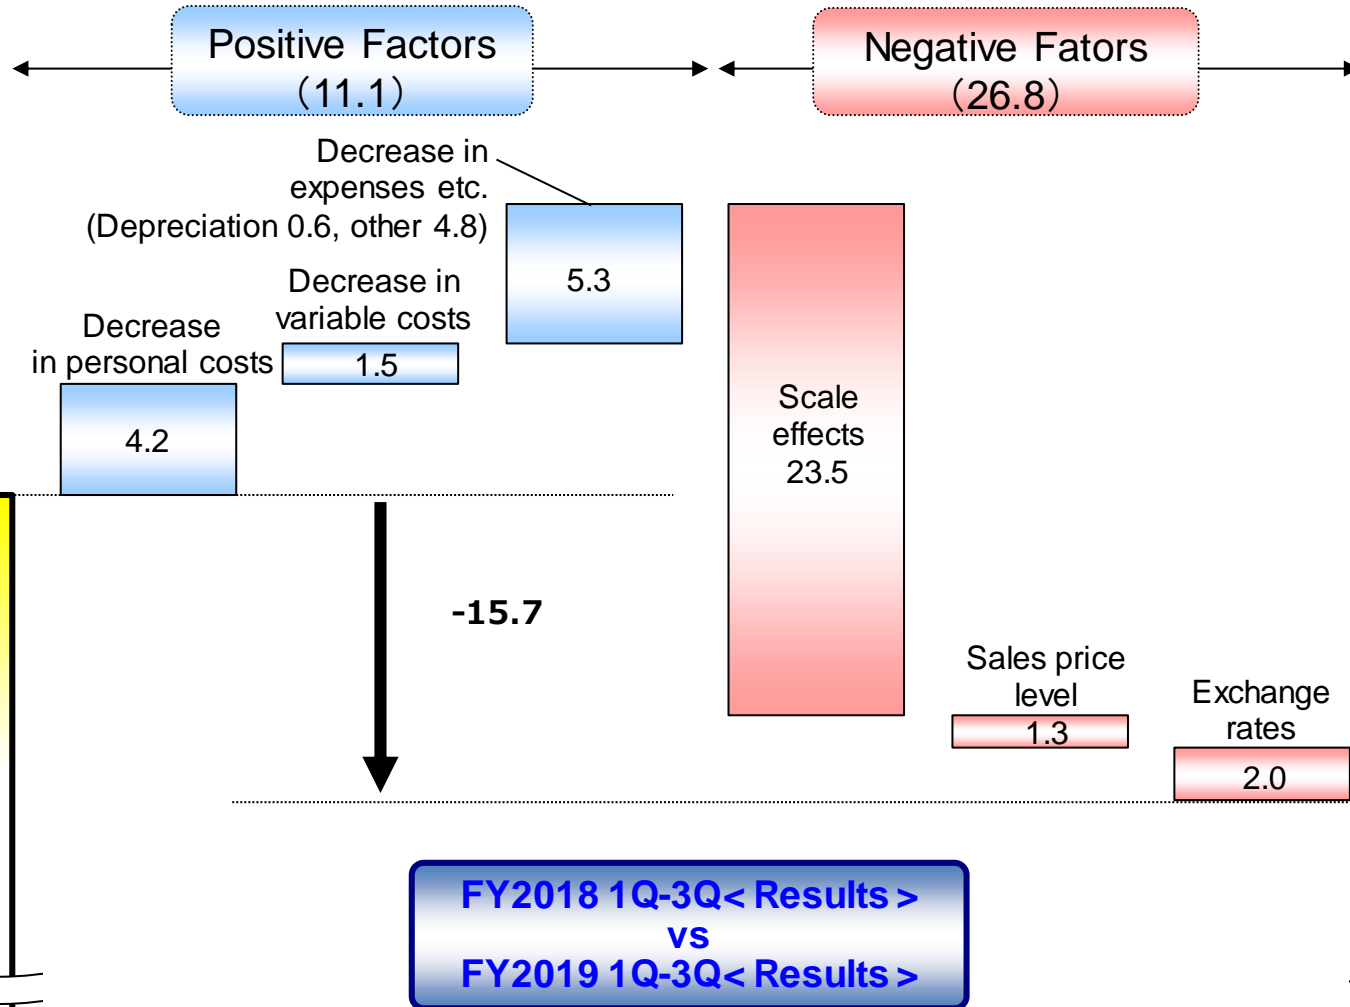 Positive Factors
（11.1）
Negative Fators
（26.8）
Decrease in
expenses etc.
(Depreciation 0.6, other 4.8)
5.3
Decrease in
variable costs
1.5
Decrease
in personal costs
4.2
Scale
effects
23.5
-15.7
Sales price
level
1.3
Exchange
rates
2.0
FY2018 1Q-3Q< Results >
vs
FY2019 1Q-3Q< Results >